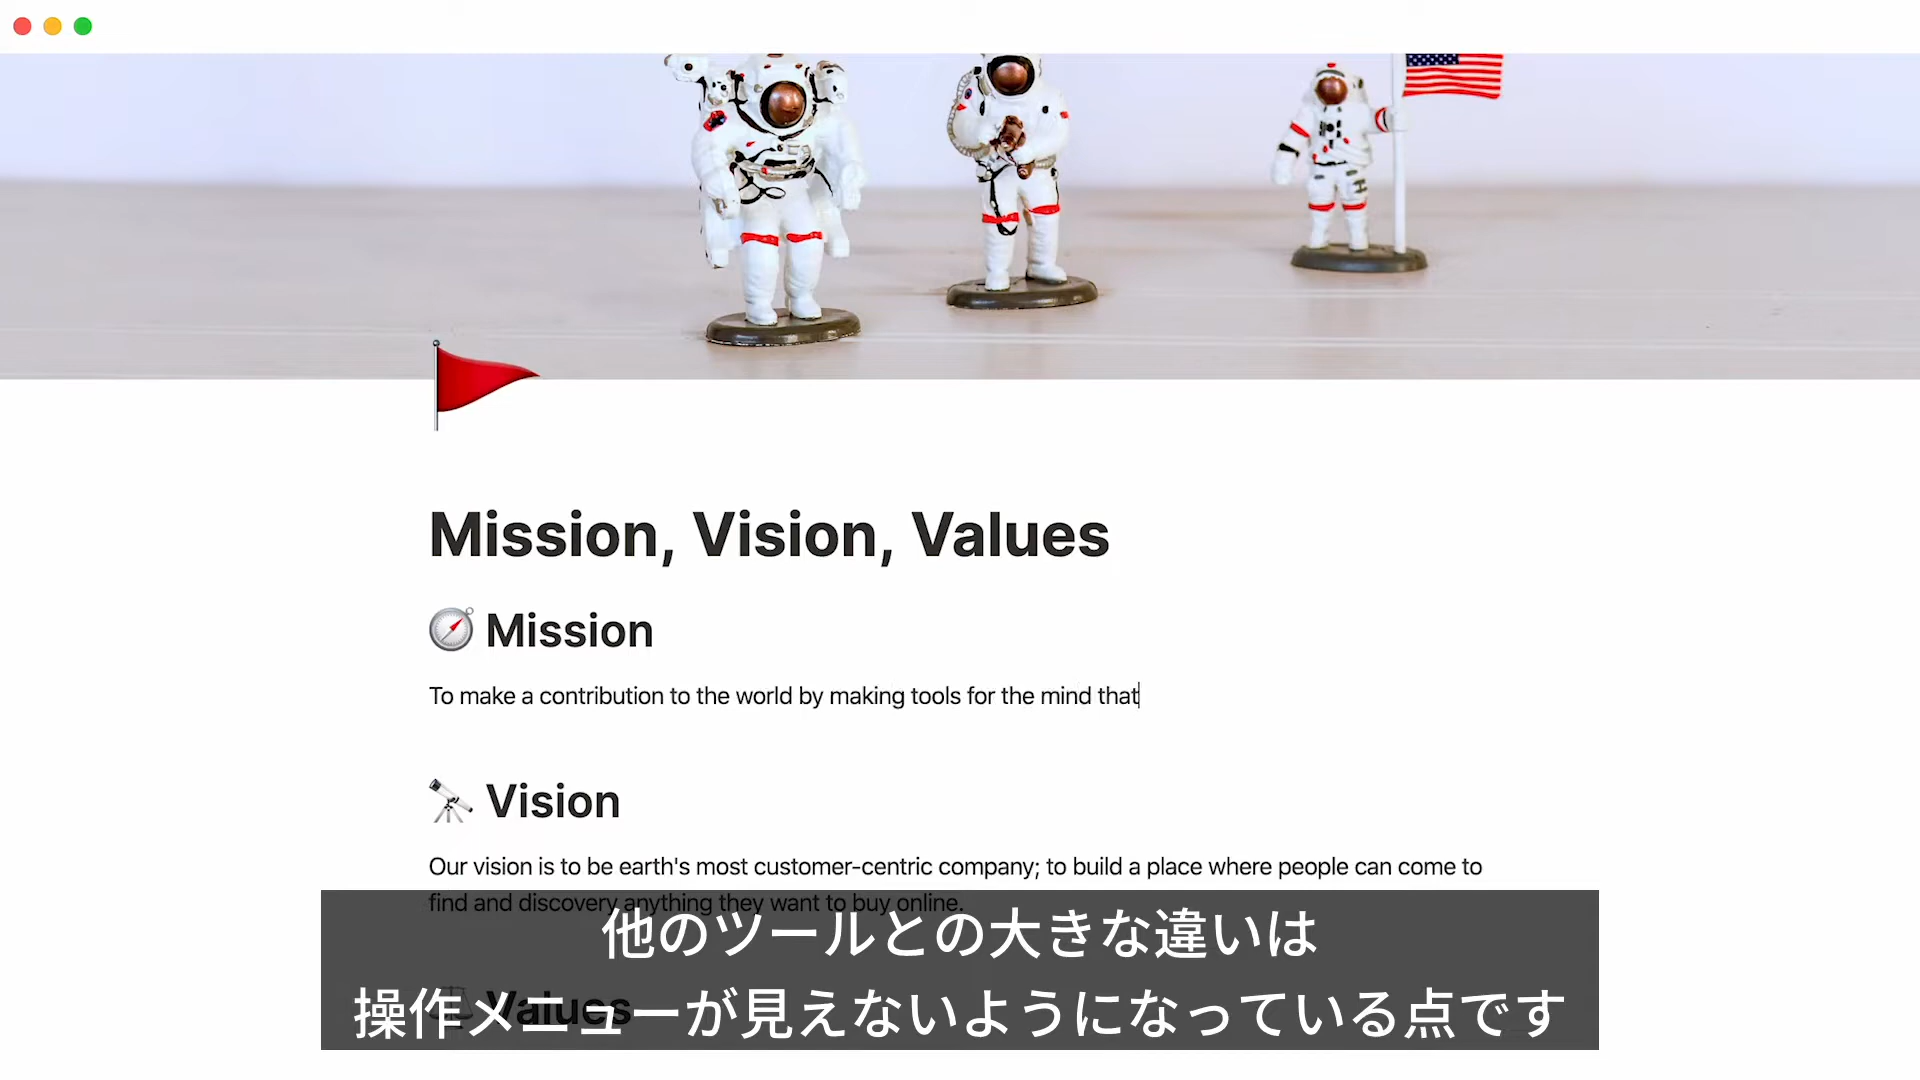 Mission, Vision, Values
Mission
To make a contribution to the world by making tools for the mind that
Vision
Our vision is to be earth's most customer-centric company; to build a place where people can come to
find and discovery anything they want to buy online.
Values
他のツールとの大きな違いは
操作メニューが見えないようになっている点です